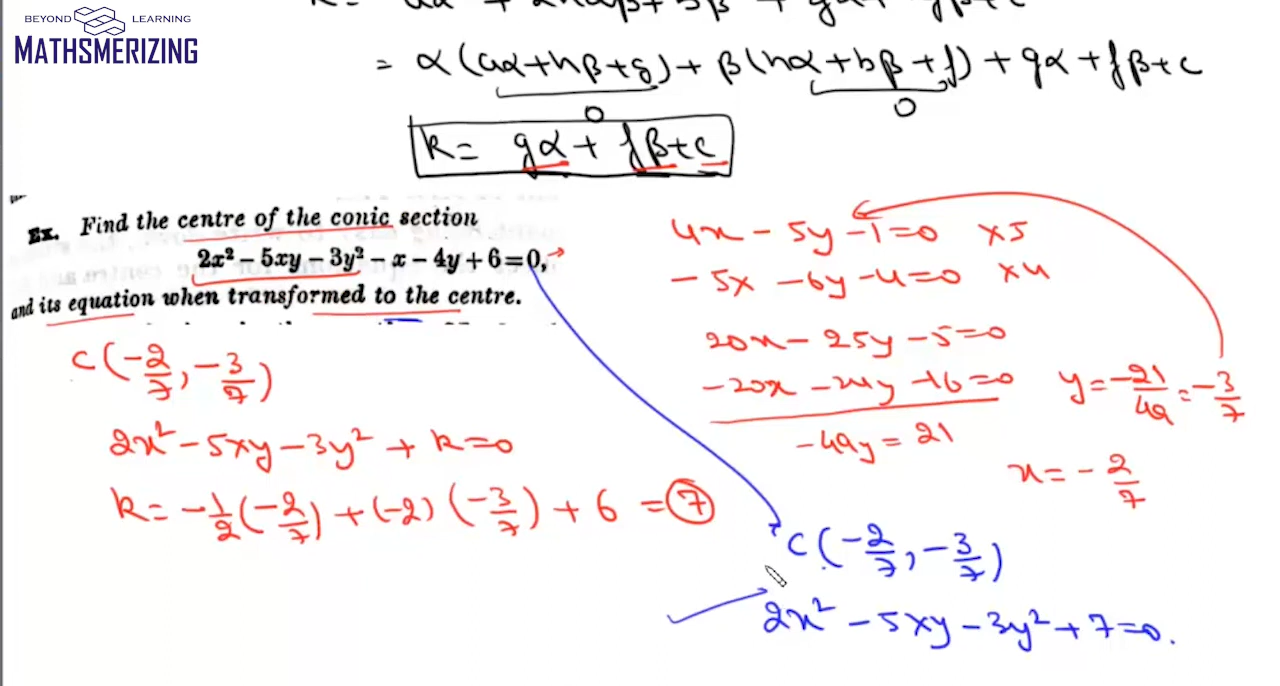 BEYOND LEARNING
MATHSMERIZING
= α(aα+hβ+g) + β(hα+bβ+f) + gα+fβ+c
0
0
k = gα + fβ + c
Ex. Find the centre of the conic section
2x² – 5xy – 3y² – x – 4y + 6 = 0,
and its equation when transformed to the centre.
C(-2/7, -3/7)
2x² - 5xy - 3y² + k = 0
k = -1/2(-2/7) + (-2)(-3/7) + 6 = 7
4x - 5y - 1 = 0 ×5
-5x - 6y - 4 = 0 ×4
20x - 25y - 5 = 0
-20x - 24y - 16 = 0
-49y = 21
y = -21/49 = -3/7
x = -2/7
C(-2/7, -3/7)
2x² - 5xy - 3y² + 7 = 0.